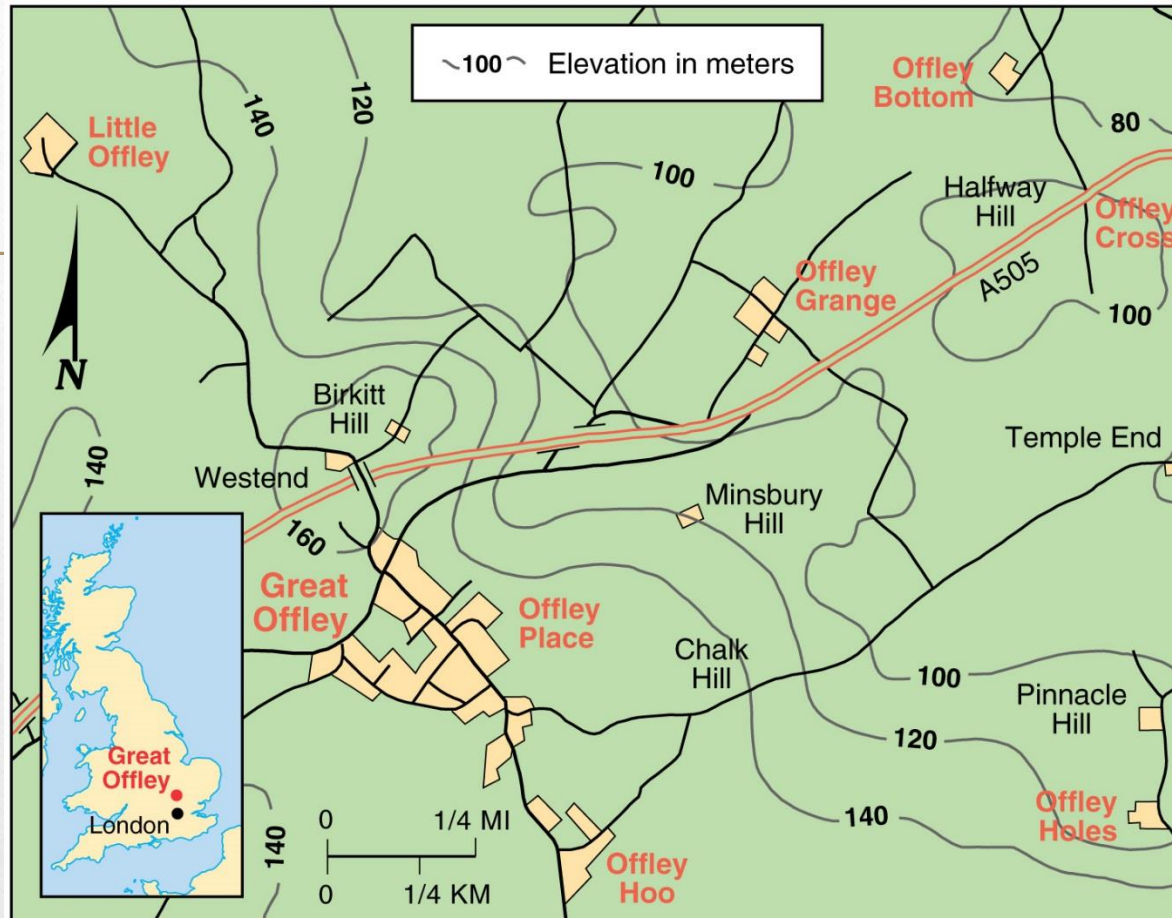 100 Elevation in meters
Offley
Bottom
120
140
80
Little
Offley
100
Halfway
Hill
Offley
Cross
Offley
Grange
A505
100
N
Birkitt
Hill
140
Westend
Temple End
Minsbury
Hill
160
Great
Offley
Offley
Place
Chalk
Hill
100
Pinnacle
Hill
120
Great
Offley
London
140
0 1/4 MI
0 1/4 KM
140
Offley
Holes
Offley
Hoo